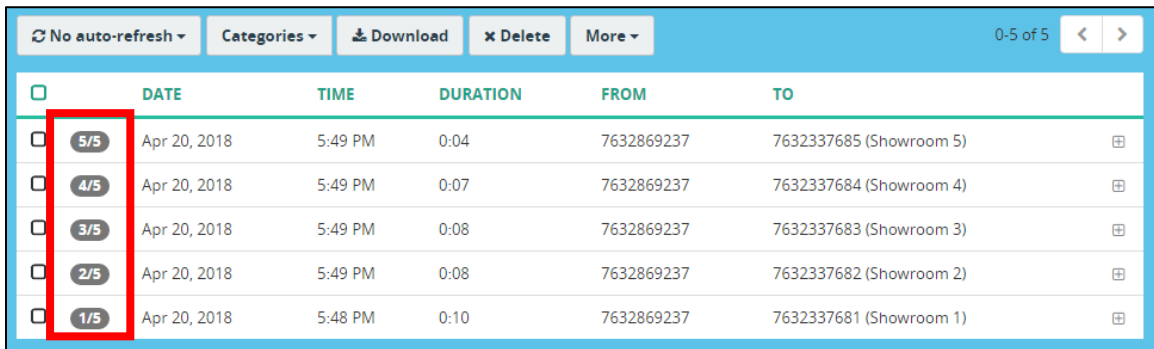 No auto-refresh Categories Download Delete More 0-5 of 5
DATE TIME DURATION FROM TO
5/5 Apr 20, 2018 5:49 PM 0:04 7632869237 7632337685 (Showroom 5)
4/5 Apr 20, 2018 5:49 PM 0:07 7632869237 7632337684 (Showroom 4)
3/5 Apr 20, 2018 5:49 PM 0:08 7632869237 7632337683 (Showroom 3)
2/5 Apr 20, 2018 5:49 PM 0:08 7632869237 7632337682 (Showroom 2)
1/5 Apr 20, 2018 5:48 PM 0:10 7632869237 7632337681 (Showroom 1)